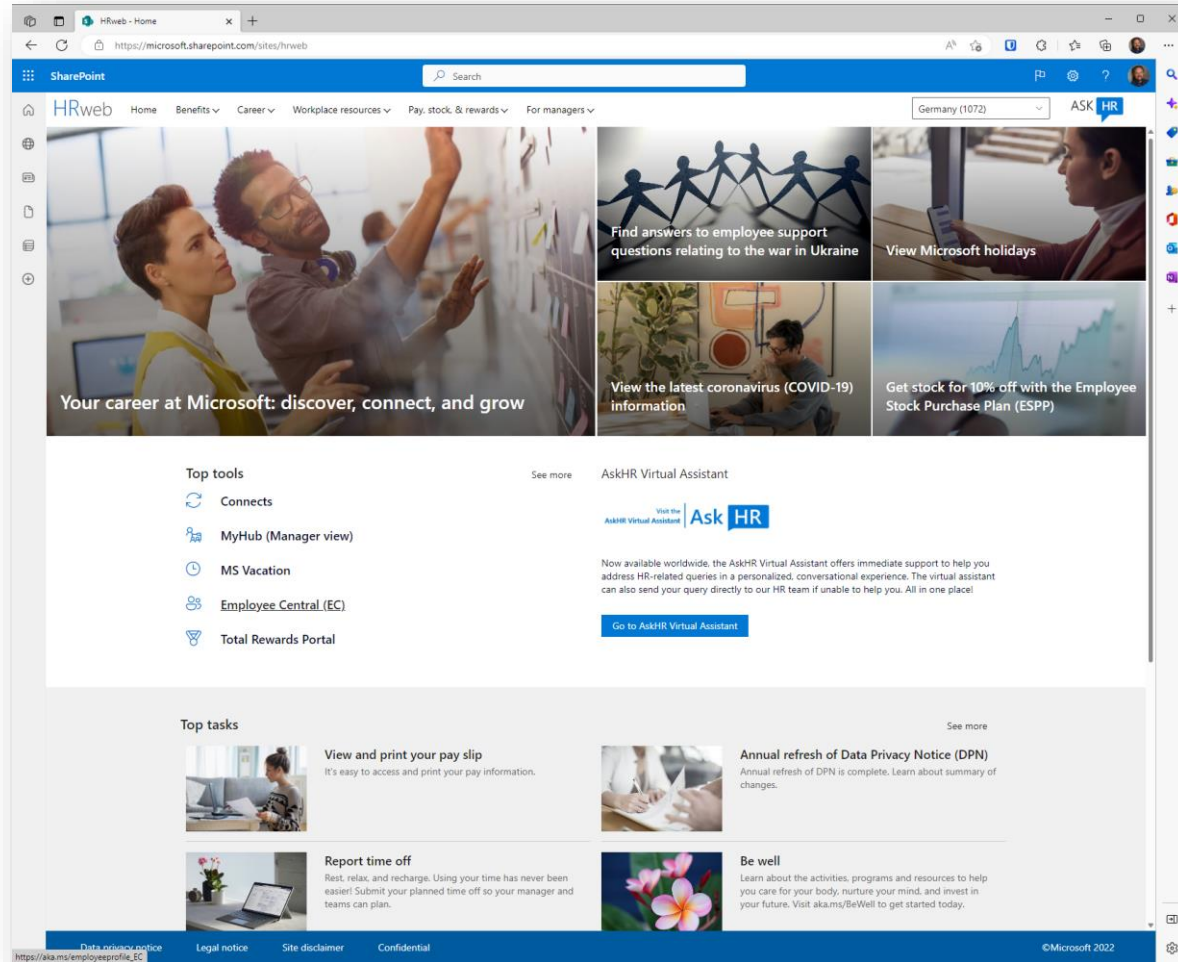 HRweb - Home
https://microsoft.sharepoint.com/sites/hrweb
SharePoint
Search
HRweb Home Benefits Career Workplace resources Pay, stock, & rewards For managers Germany (1072) ASK HR
Find answers to employee support
questions relating to the war in Ukraine
View Microsoft holidays
Your career at Microsoft: discover, connect, and grow
View the latest coronavirus (COVID-19)
information
Get stock for 10% off with the Employee
Stock Purchase Plan (ESPP)
Top tools See more
Connects
MyHub (Manager view)
MS Vacation
Employee Central (EC)
Total Rewards Portal
AskHR Virtual Assistant
Visit the
AskHR Virtual Assistant Ask HR
Now available worldwide, the AskHR Virtual Assistant offers immediate support to help you
address HR-related queries in a personalized, conversational experience. The virtual assistant
can also send your query directly to our HR team if unable to help you. All in one place!
Go to AskHR Virtual Assistant
Top tasks See more
View and print your pay slip
It's easy to access and print your pay information.
Annual refresh of Data Privacy Notice (DPN)
Annual refresh of DPN is complete. Learn about summary of
changes.
Report time off
Rest, relax, and recharge. Using your time has never been
easier! Submit your planned time off so your manager and
teams can plan.
Be well
Learn about the activities, programs and resources to help
you care for your body, nurture your mind, and invest in
your future. Visit aka.ms/BeWell to get started today.
Data privacy notice Legal notice Site disclaimer Confidential ©Microsoft 2022
https://aka.ms/employeeprofile_EC